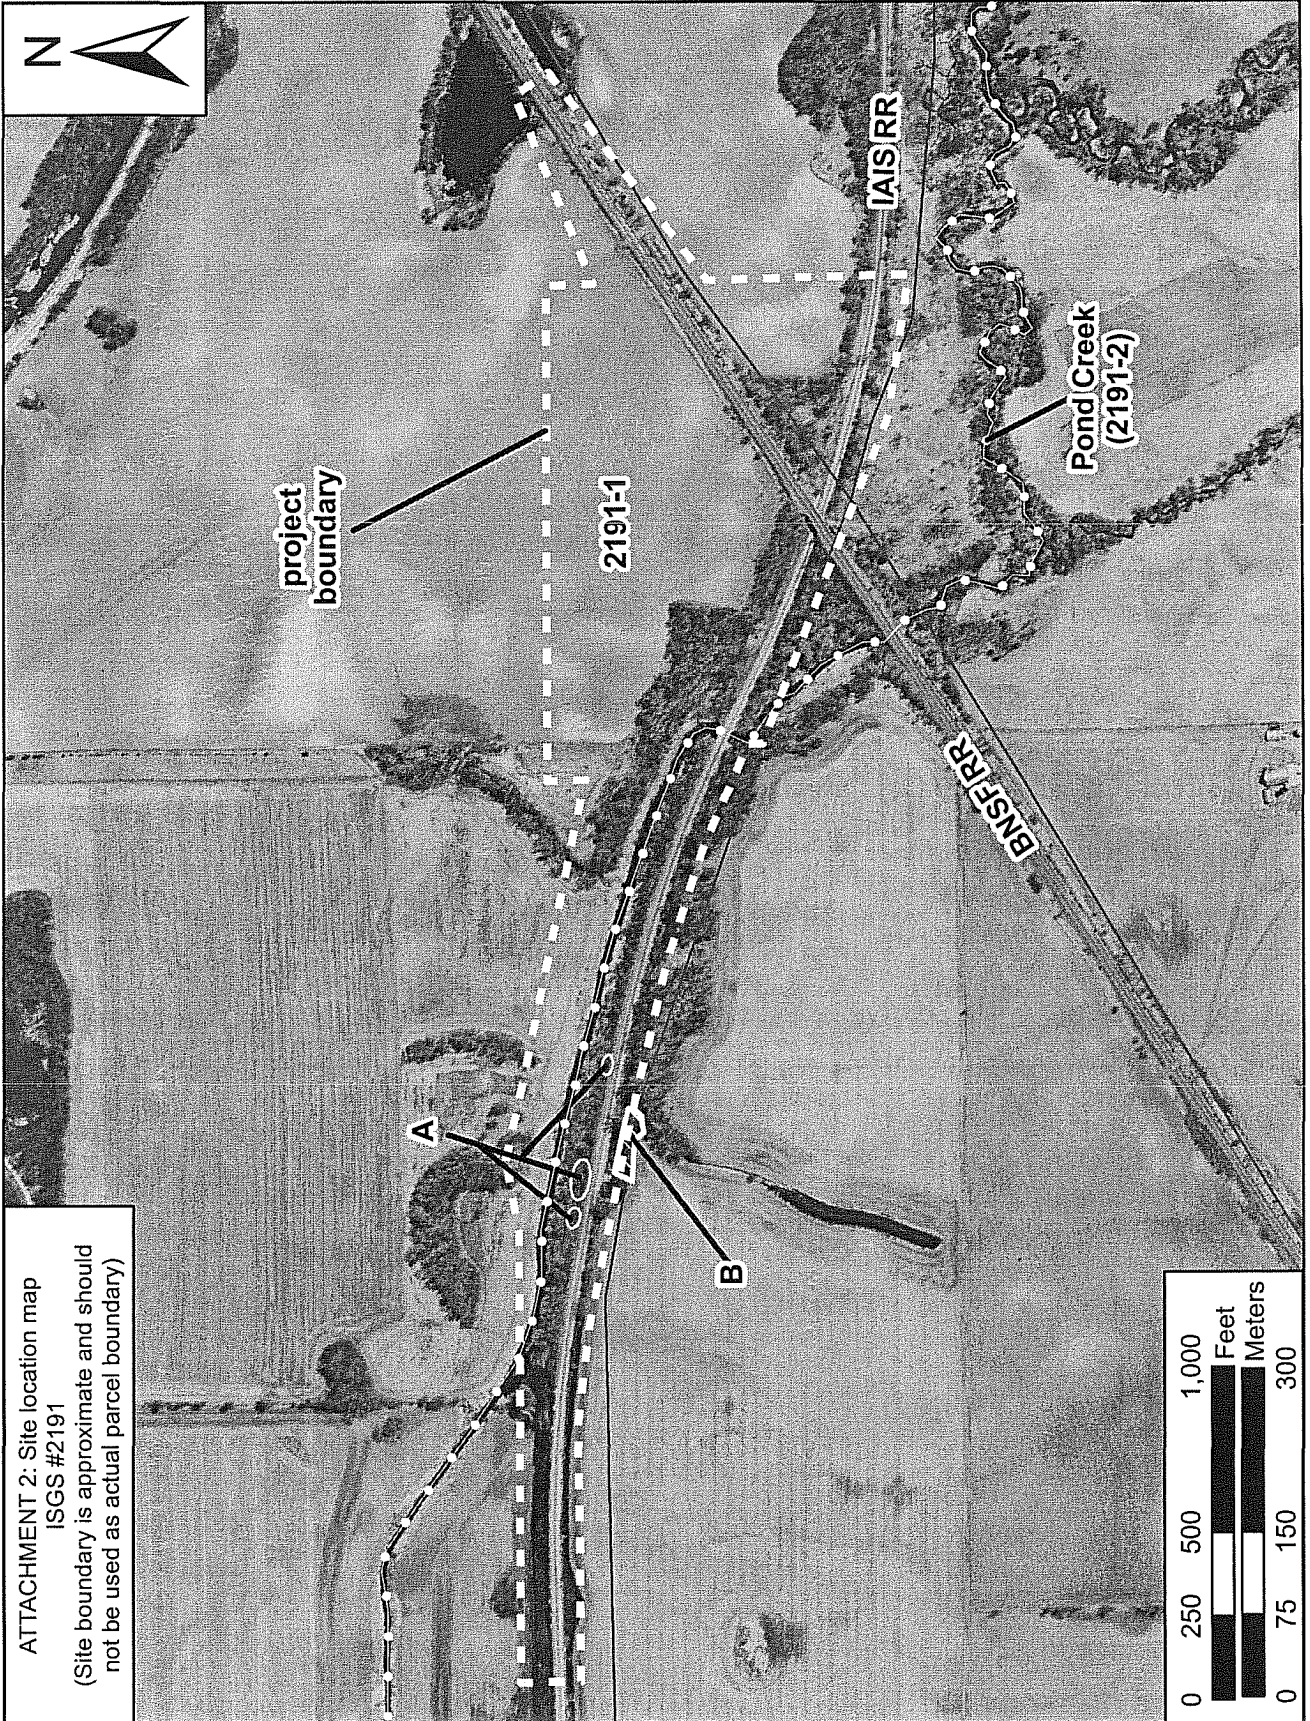 ATTACHMENT 2: Site location map
ISGS #2191
(Site boundary is approximate and should
not be used as actual parcel boundary)
N
project
boundary
2191-1
A
B
IAIS RR
Pond Creek
(2191-2)
BNSF RR
0 250 500 1,000
Feet
Meters
0 75 150 300